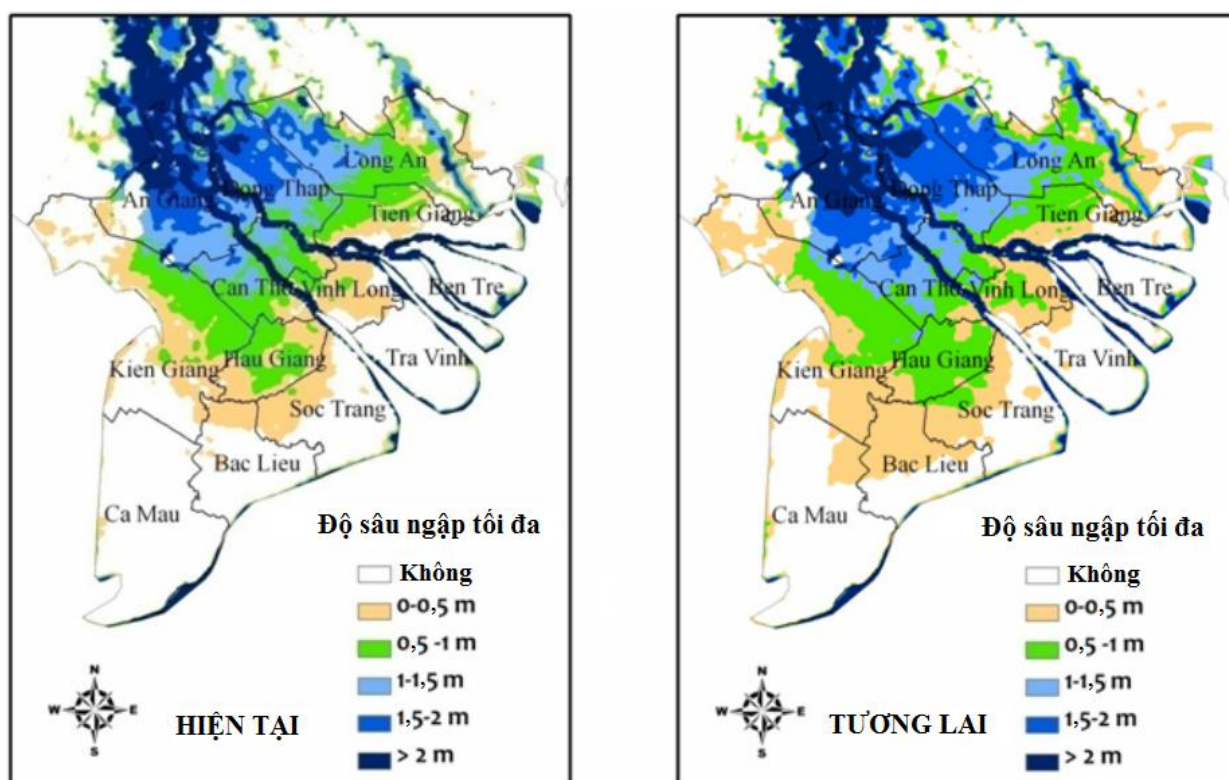 Long An
Đong Thap
An Giang
Tien Giang
Can Tho
Vinh Long
Ben Tre
Kien Giang
Hau Giang
Tra Vinh
Soc Trang
Bac Lieu
Ca Mau
Độ sâu ngập tối đa
Không
0-0,5 m
0,5 -1 m
1-1,5 m
1,5-2 m
> 2 m
N
W
E
S
HIỆN TẠI
Long An
Đong Thap
An Giang
Tien Giang
Can Tho
Vinh Long
Ben Tre
Kien Giang
Hau Giang
Tra Vinh
Soc Trang
Bac Lieu
Ca Mau
Độ sâu ngập tối đa
Không
0-0,5 m
0,5 -1 m
1-1,5 m
1,5-2 m
> 2 m
N
W
E
S
TƯƠNG LAI